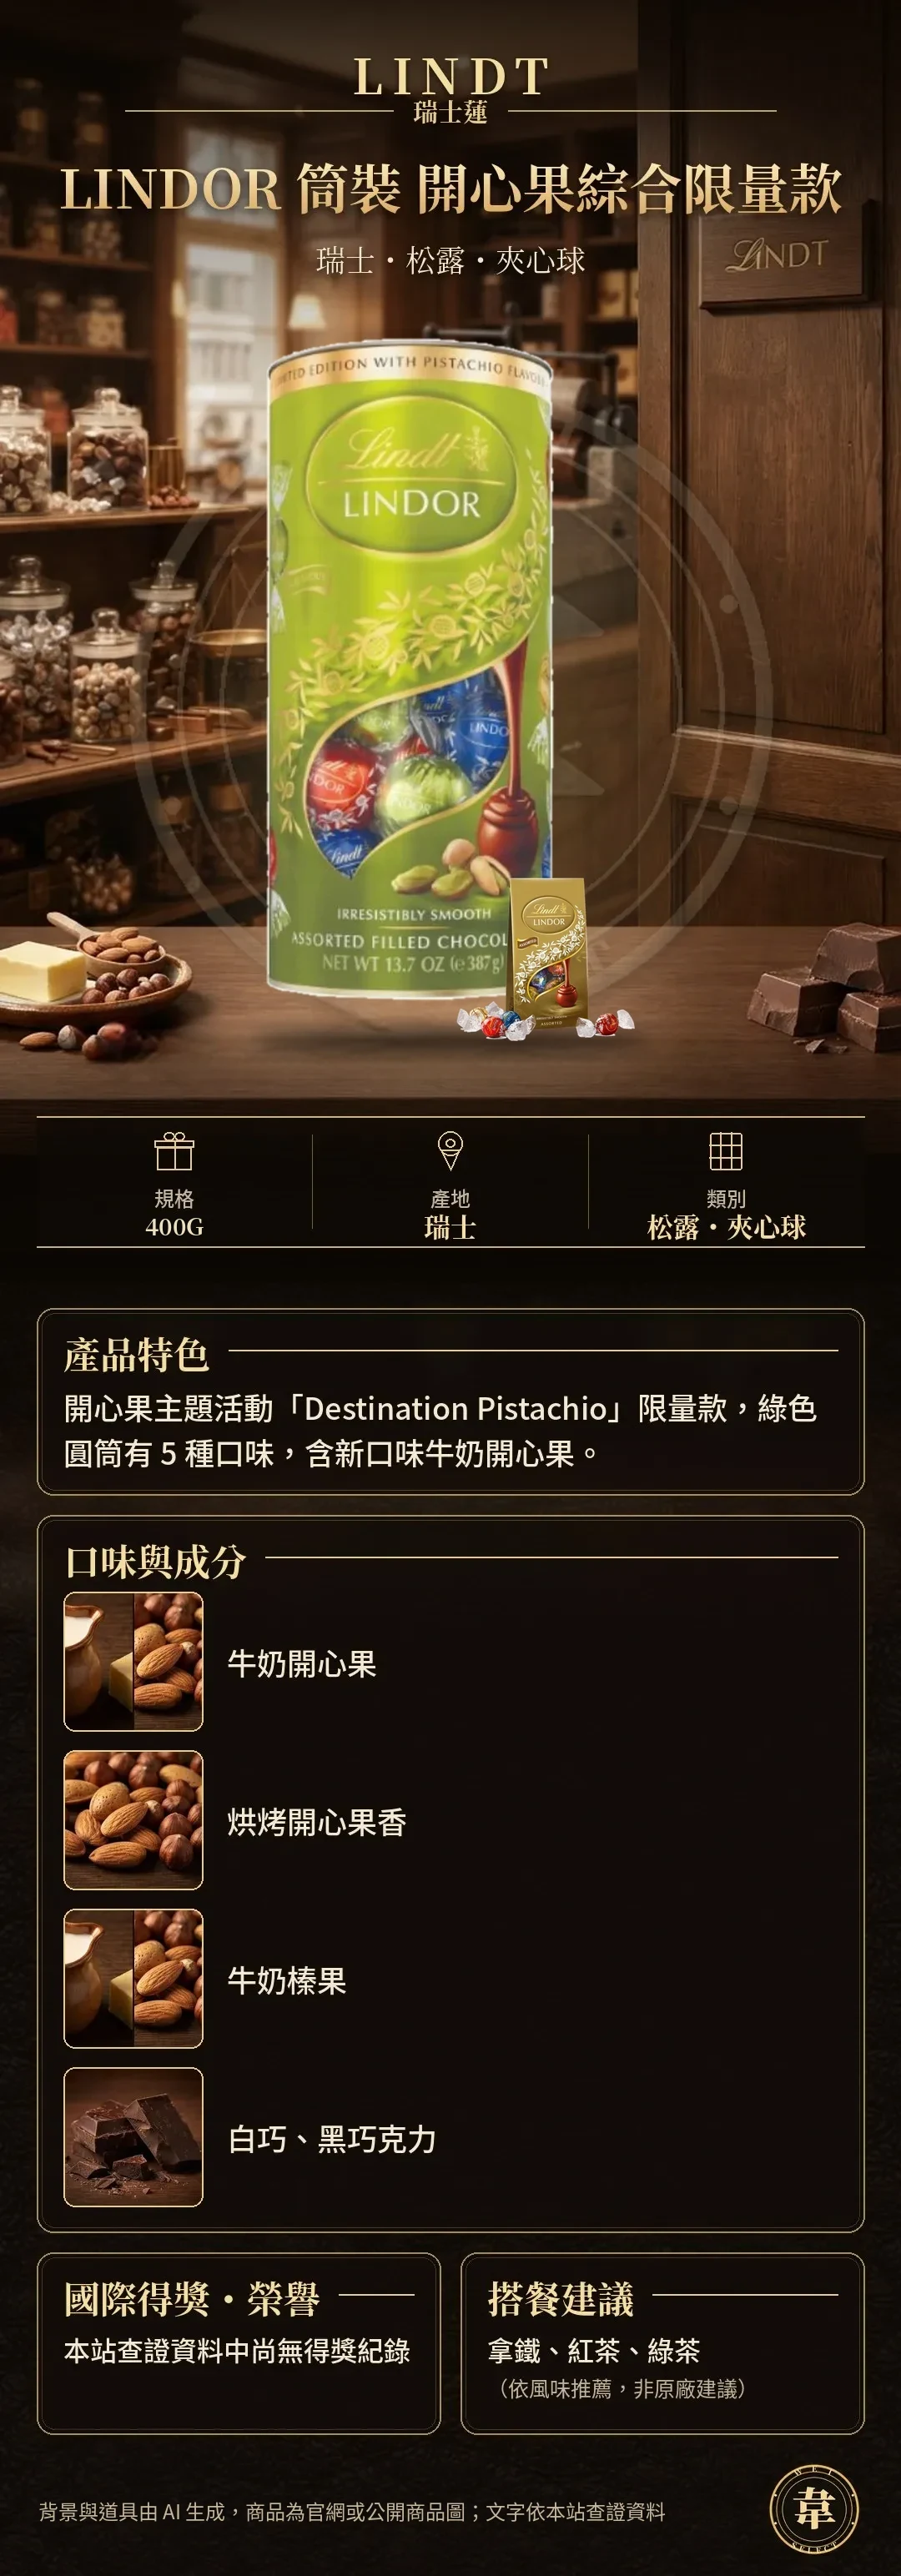 LINDT
瑞士蓮
LINDOR 筒裝 開心果綜合限量款
瑞士・松露・夾心球
LINDT
EDITION WITH PISTACHIO
Lindt
LINDOR
LINDOR
Lindt
Lindt
LINDOR
IRRESISTIBLY SMOOTH
ASSORTED FILLED CHOCOL
NET WT 13.7 OZ (e387g)
規格
400G
產地
瑞士
類別
松露・夾心球
產品特色
開心果主題活動「Destination Pistachio」限量款，綠色
圓筒有 5 種口味，含新口味牛奶開心果。
口味與成分
牛奶開心果
烘烤開心果香
牛奶榛果
白巧、黑巧克力
國際得獎・榮譽
本站查證資料中尚無得獎紀錄
搭餐建議
拿鐵、紅茶、綠茶
（依風味推薦，非原廠建議）
背景與道具由 AI 生成，商品為官網或公開商品圖；文字依本站查證資料
WEI
韋
SELECT